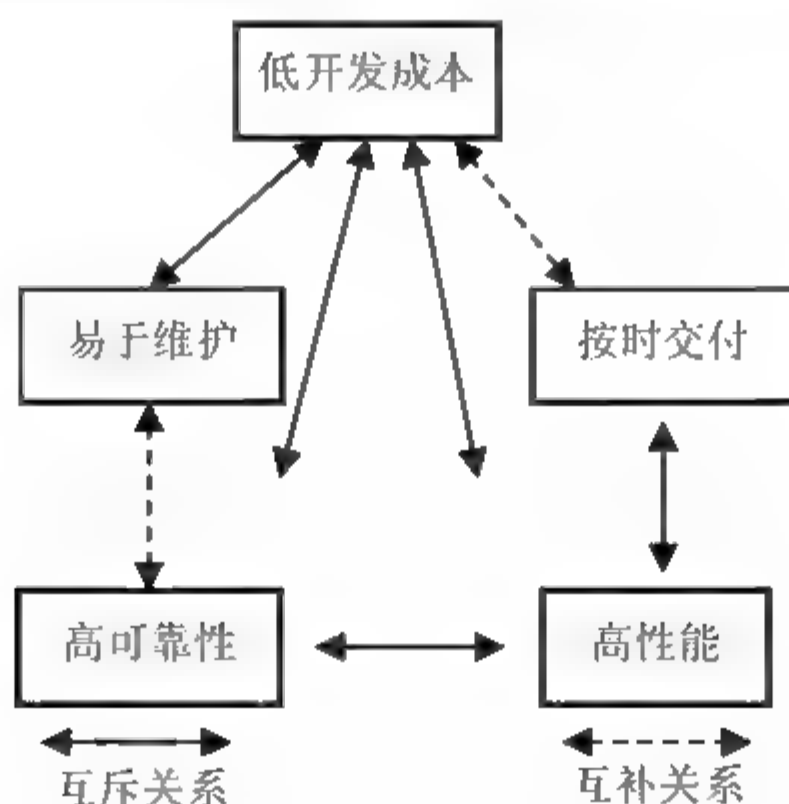 低开发成本
易于维护
按时交付
高可靠性
高性能
互斥关系
互补关系